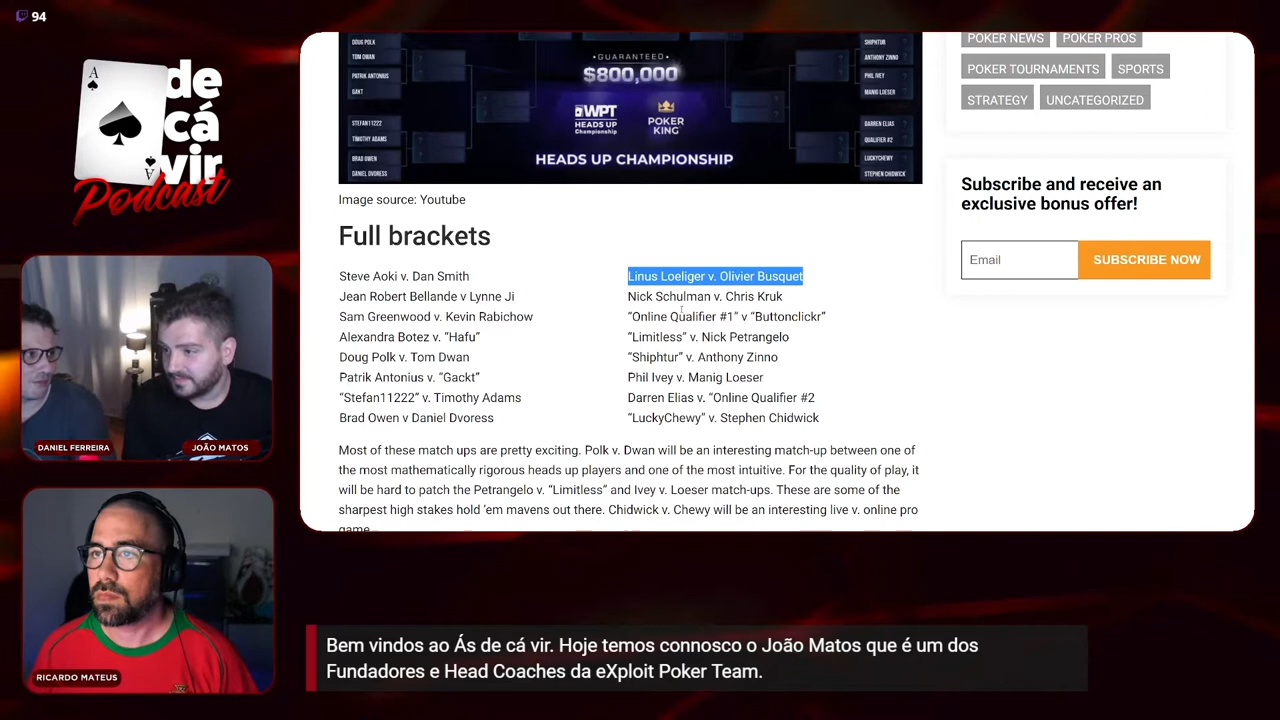 94
A
de
cá
vir
A
Podcast
DOUG POLK
TOM DWAN
PATRIK ANTONIUS
GAKT
STEFAN11222
TIMOTHY ADAMS
BRAD OWEN
DANIEL DVORESS
GUARANTEED
$800,000
WPT
HEADS UP
Championship
POKER
KING
HEADS UP CHAMPIONSHIP
SHIPHTUR
ANTHONY ZINNO
PHIL IVEY
MANIG LOESER
DARREN ELIAS
QUALIFIER #2
LUCKYCHEWY
STEPHEN CHIDWICK
Image source: Youtube
Full brackets
Steve Aoki v. Dan Smith
Jean Robert Bellande v Lynne Ji
Sam Greenwood v. Kevin Rabichow
Alexandra Botez v. “Hafu”
Doug Polk v. Tom Dwan
Patrik Antonius v. “Gackt”
“Stefan11222” v. Timothy Adams
Brad Owen v Daniel Dvoress
Linus Loeliger v. Olivier Busquet
Nick Schulman v. Chris Kruk
“Online Qualifier #1” v “Buttonclickr”
“Limitless” v. Nick Petrangelo
“Shiphtur” v. Anthony Zinno
Phil Ivey v. Manig Loeser
Darren Elias v. “Online Qualifier #2
“LuckyChewy” v. Stephen Chidwick
Most of these match ups are pretty exciting. Polk v. Dwan will be an interesting match-up between one of
the most mathematically rigorous heads up players and one of the most intuitive. For the quality of play, it
will be hard to patch the Petrangelo v. “Limitless” and Ivey v. Loeser match-ups. These are some of the
sharpest high stakes hold ’em mavens out there. Chidwick v. Chewy will be an interesting live v. online pro
game
POKER NEWS
POKER PROS
POKER TOURNAMENTS
SPORTS
STRATEGY
UNCATEGORIZED
Subscribe and receive an
exclusive bonus offer!
Email
SUBSCRIBE NOW
DANIEL FERREIRA
JOÃO MATOS
RICARDO MATEUS
Bem vindos ao Ás de cá vir. Hoje temos connosco o João Matos que é um dos
Fundadores e Head Coaches da eXploit Poker Team.